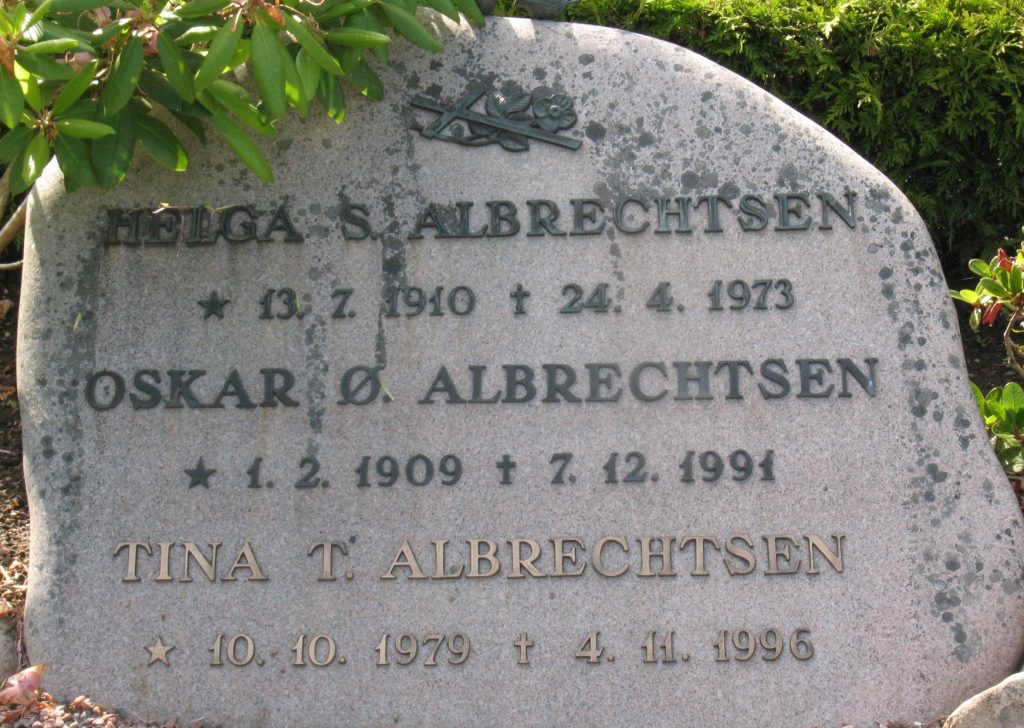 HELGA S. ALBRECHTSEN
★ 13. 7. 1910 ✝ 24. 4. 1973
OSKAR Ø. ALBRECHTSEN
★ 1. 2. 1909 ✝ 7. 12. 1991
TINA T. ALBRECHTSEN
★ 10. 10. 1979 ✝ 4. 11. 1996